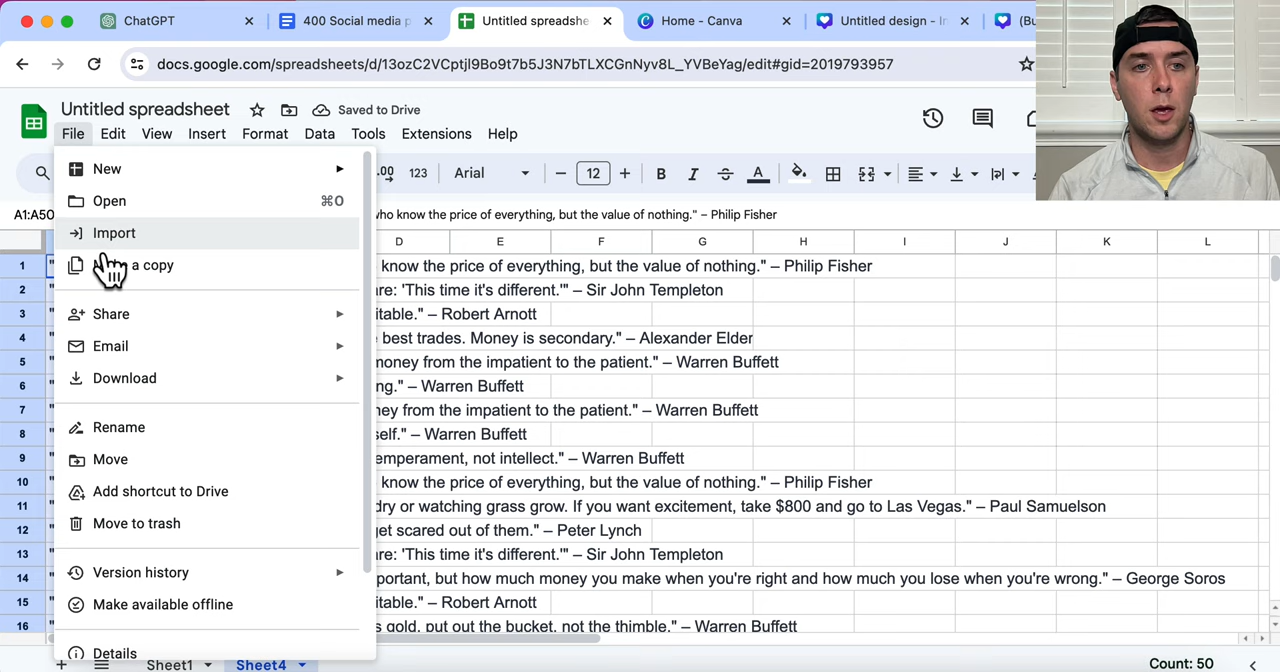 ChatGPT
400 Social media p
Untitled spreadshe
Home - Canva
Untitled design - In
(Bu
docs.google.com/spreadsheets/d/13ozC2VCptjl9Bo9t7b5J3N7bTLXCGnNyv8L_YVBeYag/edit#gid=2019793957
Untitled spreadsheet
Saved to Drive
File Edit View Insert Format Data Tools Extensions Help
.00 123 Arial 12 B I S A
A1:A50
who know the price of everything, but the value of nothing." – Philip Fisher
New
Open ⌘O
Import
a copy
Share
Email
Download
Rename
Move
Add shortcut to Drive
Move to trash
Version history
Make available offline
Details
D E F G H I J K L
1 know the price of everything, but the value of nothing." – Philip Fisher
2 are: 'This time it's different.'" – Sir John Templeton
3 itable." – Robert Arnott
4 best trades. Money is secondary." – Alexander Elder
5 money from the impatient to the patient." – Warren Buffett
6 ng." – Warren Buffett
7 ney from the impatient to the patient." – Warren Buffett
8 self." – Warren Buffett
9 emperament, not intellect." – Warren Buffett
10 know the price of everything, but the value of nothing." – Philip Fisher
11 dry or watching grass grow. If you want excitement, take $800 and go to Las Vegas." – Paul Samuelson
12 get scared out of them." – Peter Lynch
13 are: 'This time it's different.'" – Sir John Templeton
14 portant, but how much money you make when you're right and how much you lose when you're wrong." – George Soros
15 itable." – Robert Arnott
16 s gold, put out the bucket, not the thimble." – Warren Buffett
Sheet1 Sheet4
Count: 50